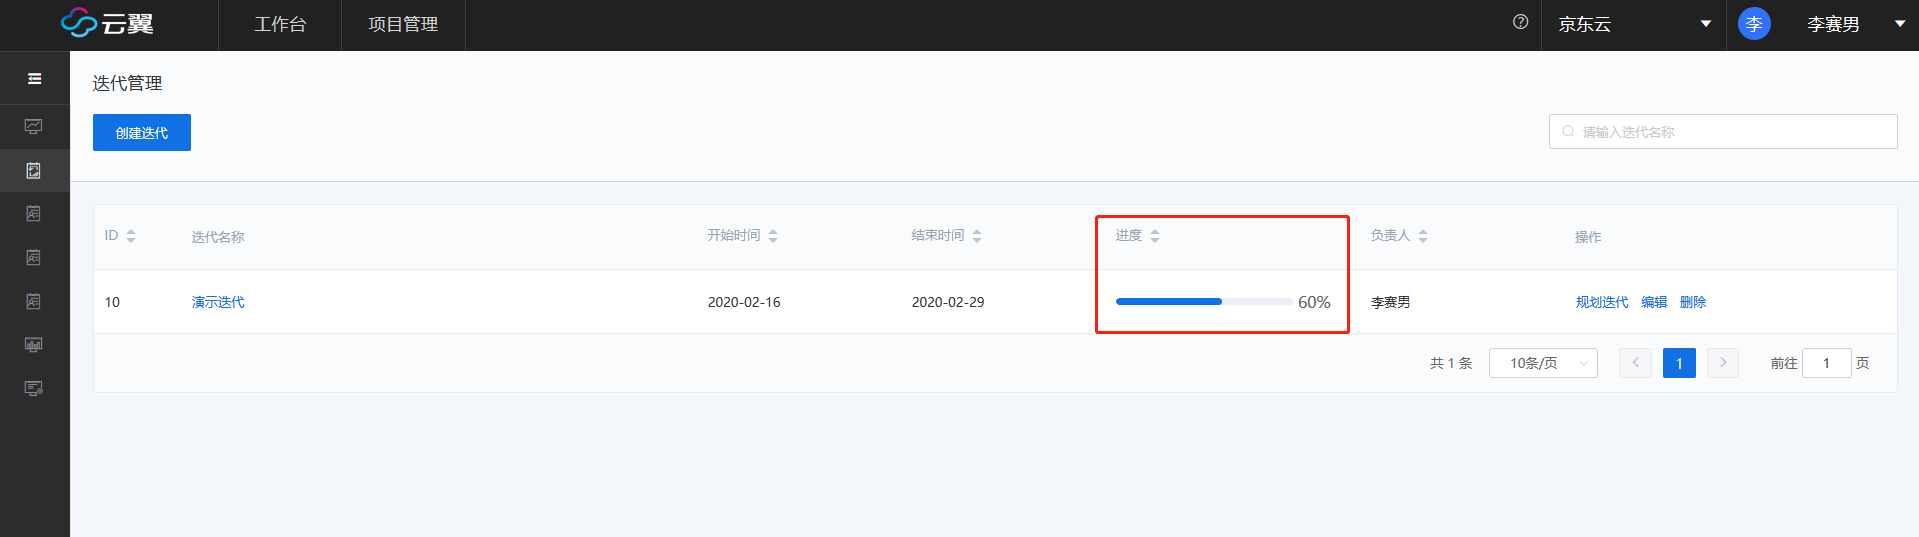 云翼 工作台 项目管理 京东云 李 李赛男
迭代管理
创建迭代 请输入迭代名称
ID 迭代名称 开始时间 结束时间 进度 负责人 操作
10 演示迭代 2020-02-16 2020-02-29 60% 李赛男 规划迭代 编辑 删除
共 1 条 10条/页 1 前往 1 页